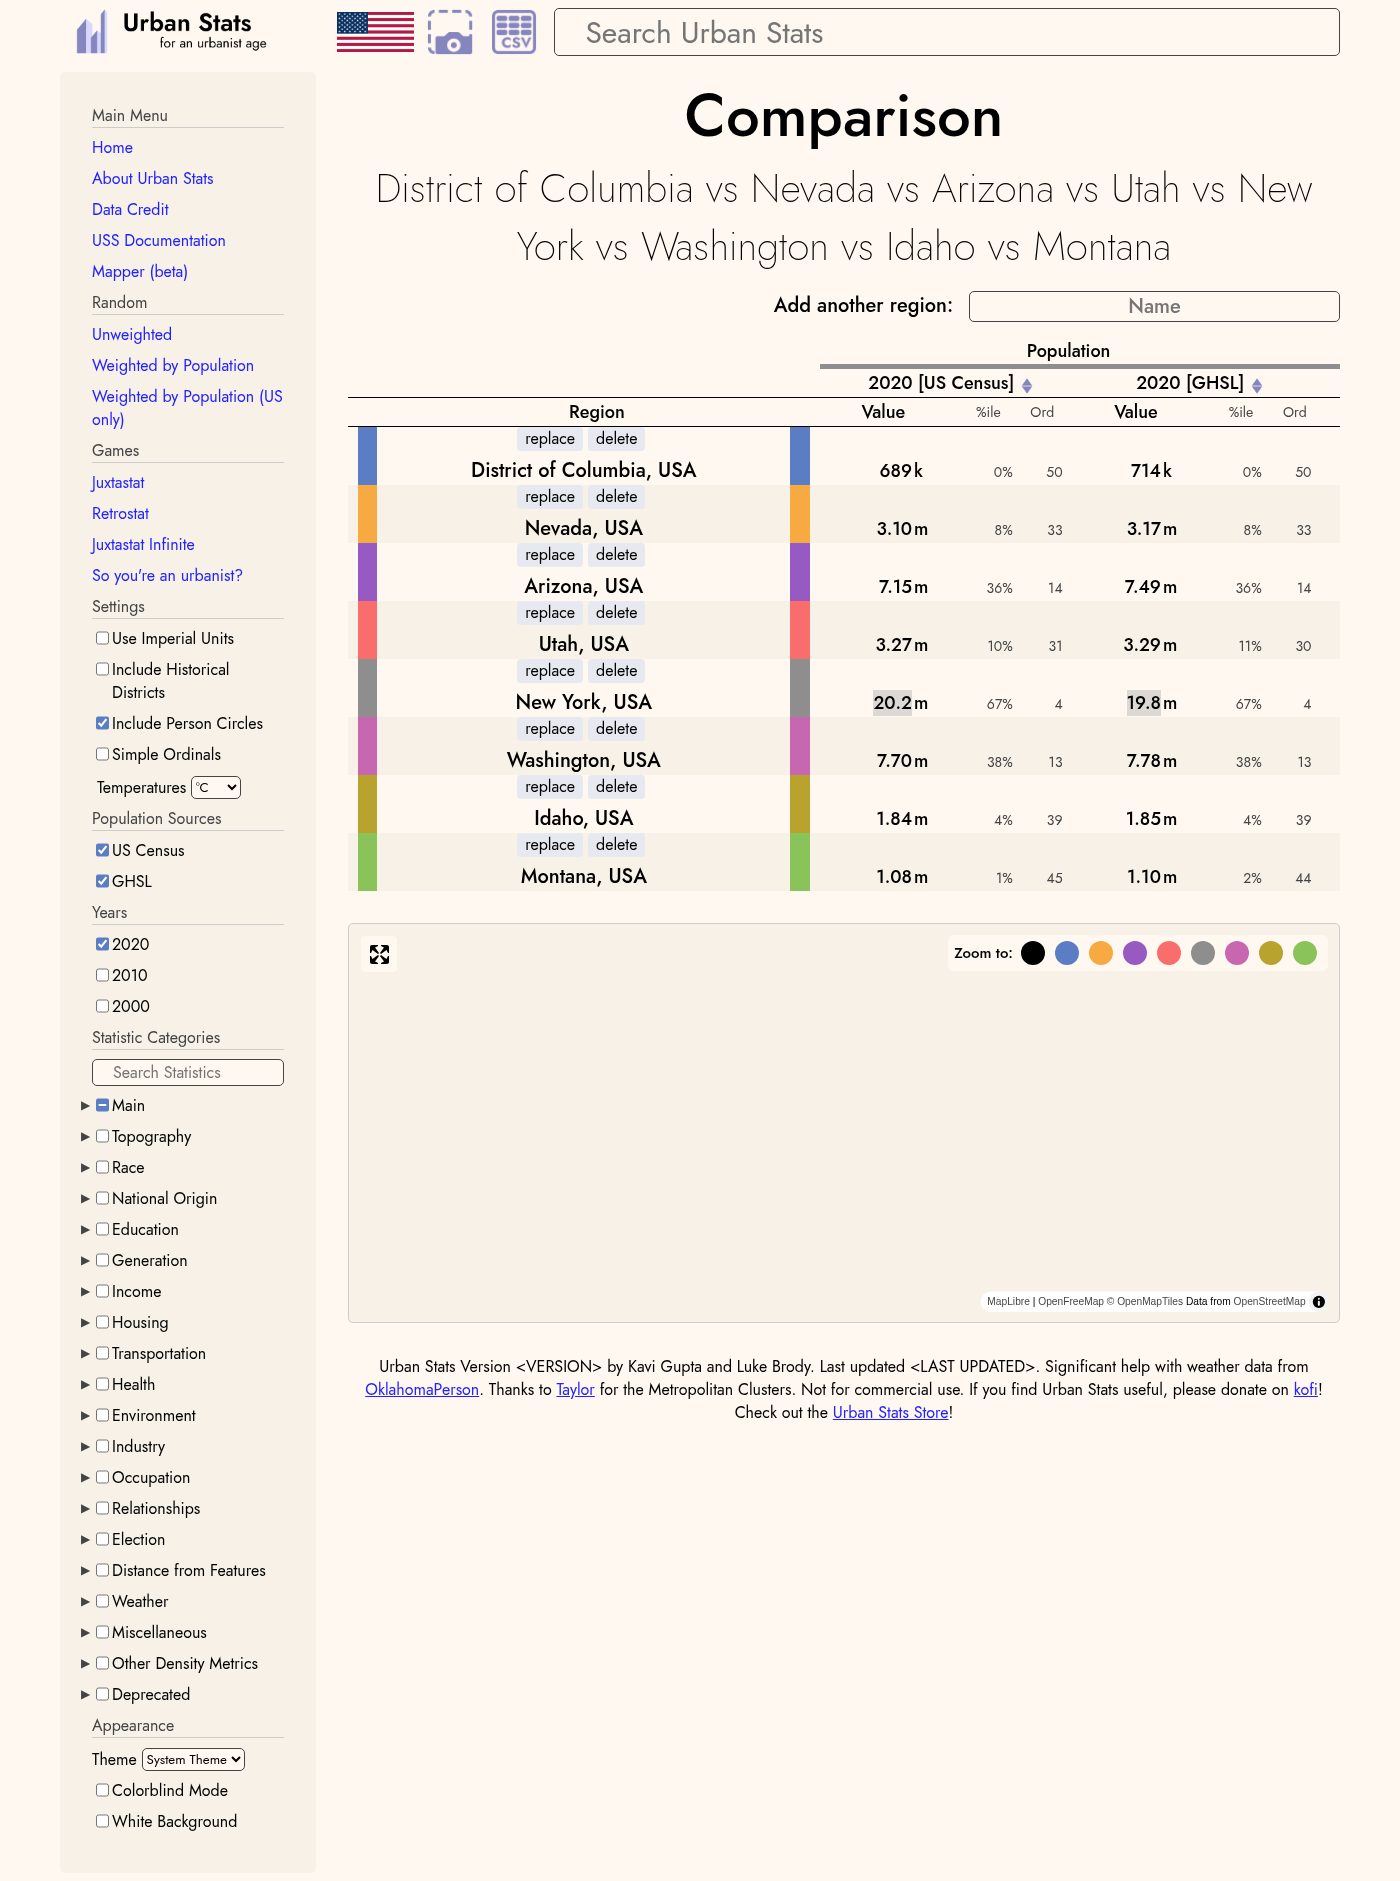 Urban Stats
for an urbanist age
CSV
Search Urban Stats
Main Menu
Home
About Urban Stats
Data Credit
USS Documentation
Mapper (beta)
Random
Unweighted
Weighted by Population
Weighted by Population (US
only)
Games
Juxtastat
Retrostat
Juxtastat Infinite
So you're an urbanist?
Settings
Use Imperial Units
Include Historical
Districts
Include Person Circles
Simple Ordinals
Temperatures °C
Population Sources
US Census
GHSL
Years
2020
2010
2000
Statistic Categories
Search Statistics
Main
Topography
Race
National Origin
Education
Generation
Income
Housing
Transportation
Health
Environment
Industry
Occupation
Relationships
Election
Distance from Features
Weather
Miscellaneous
Other Density Metrics
Deprecated
Appearance
Theme System Theme
Colorblind Mode
White Background
Comparison
District of Columbia vs Nevada vs Arizona vs Utah vs New
York vs Washington vs Idaho vs Montana
Add another region: Name
Population
2020 [US Census] 2020 [GHSL]
Region Value %ile Ord Value %ile Ord
replace delete
District of Columbia, USA 689k 0% 50 714k 0% 50
replace delete
Nevada, USA 3.10m 8% 33 3.17m 8% 33
replace delete
Arizona, USA 7.15m 36% 14 7.49m 36% 14
replace delete
Utah, USA 3.27m 10% 31 3.29m 11% 30
replace delete
New York, USA 20.2m 67% 4 19.8m 67% 4
replace delete
Washington, USA 7.70m 38% 13 7.78m 38% 13
replace delete
Idaho, USA 1.84m 4% 39 1.85m 4% 39
replace delete
Montana, USA 1.08m 1% 45 1.10m 2% 44
Zoom to:
MapLibre | OpenFreeMap © OpenMapTiles Data from OpenStreetMap
Urban Stats Version <VERSION> by Kavi Gupta and Luke Brody. Last updated <LAST UPDATED>. Significant help with weather data from
OklahomaPerson. Thanks to Taylor for the Metropolitan Clusters. Not for commercial use. If you find Urban Stats useful, please donate on kofi!
Check out the Urban Stats Store!